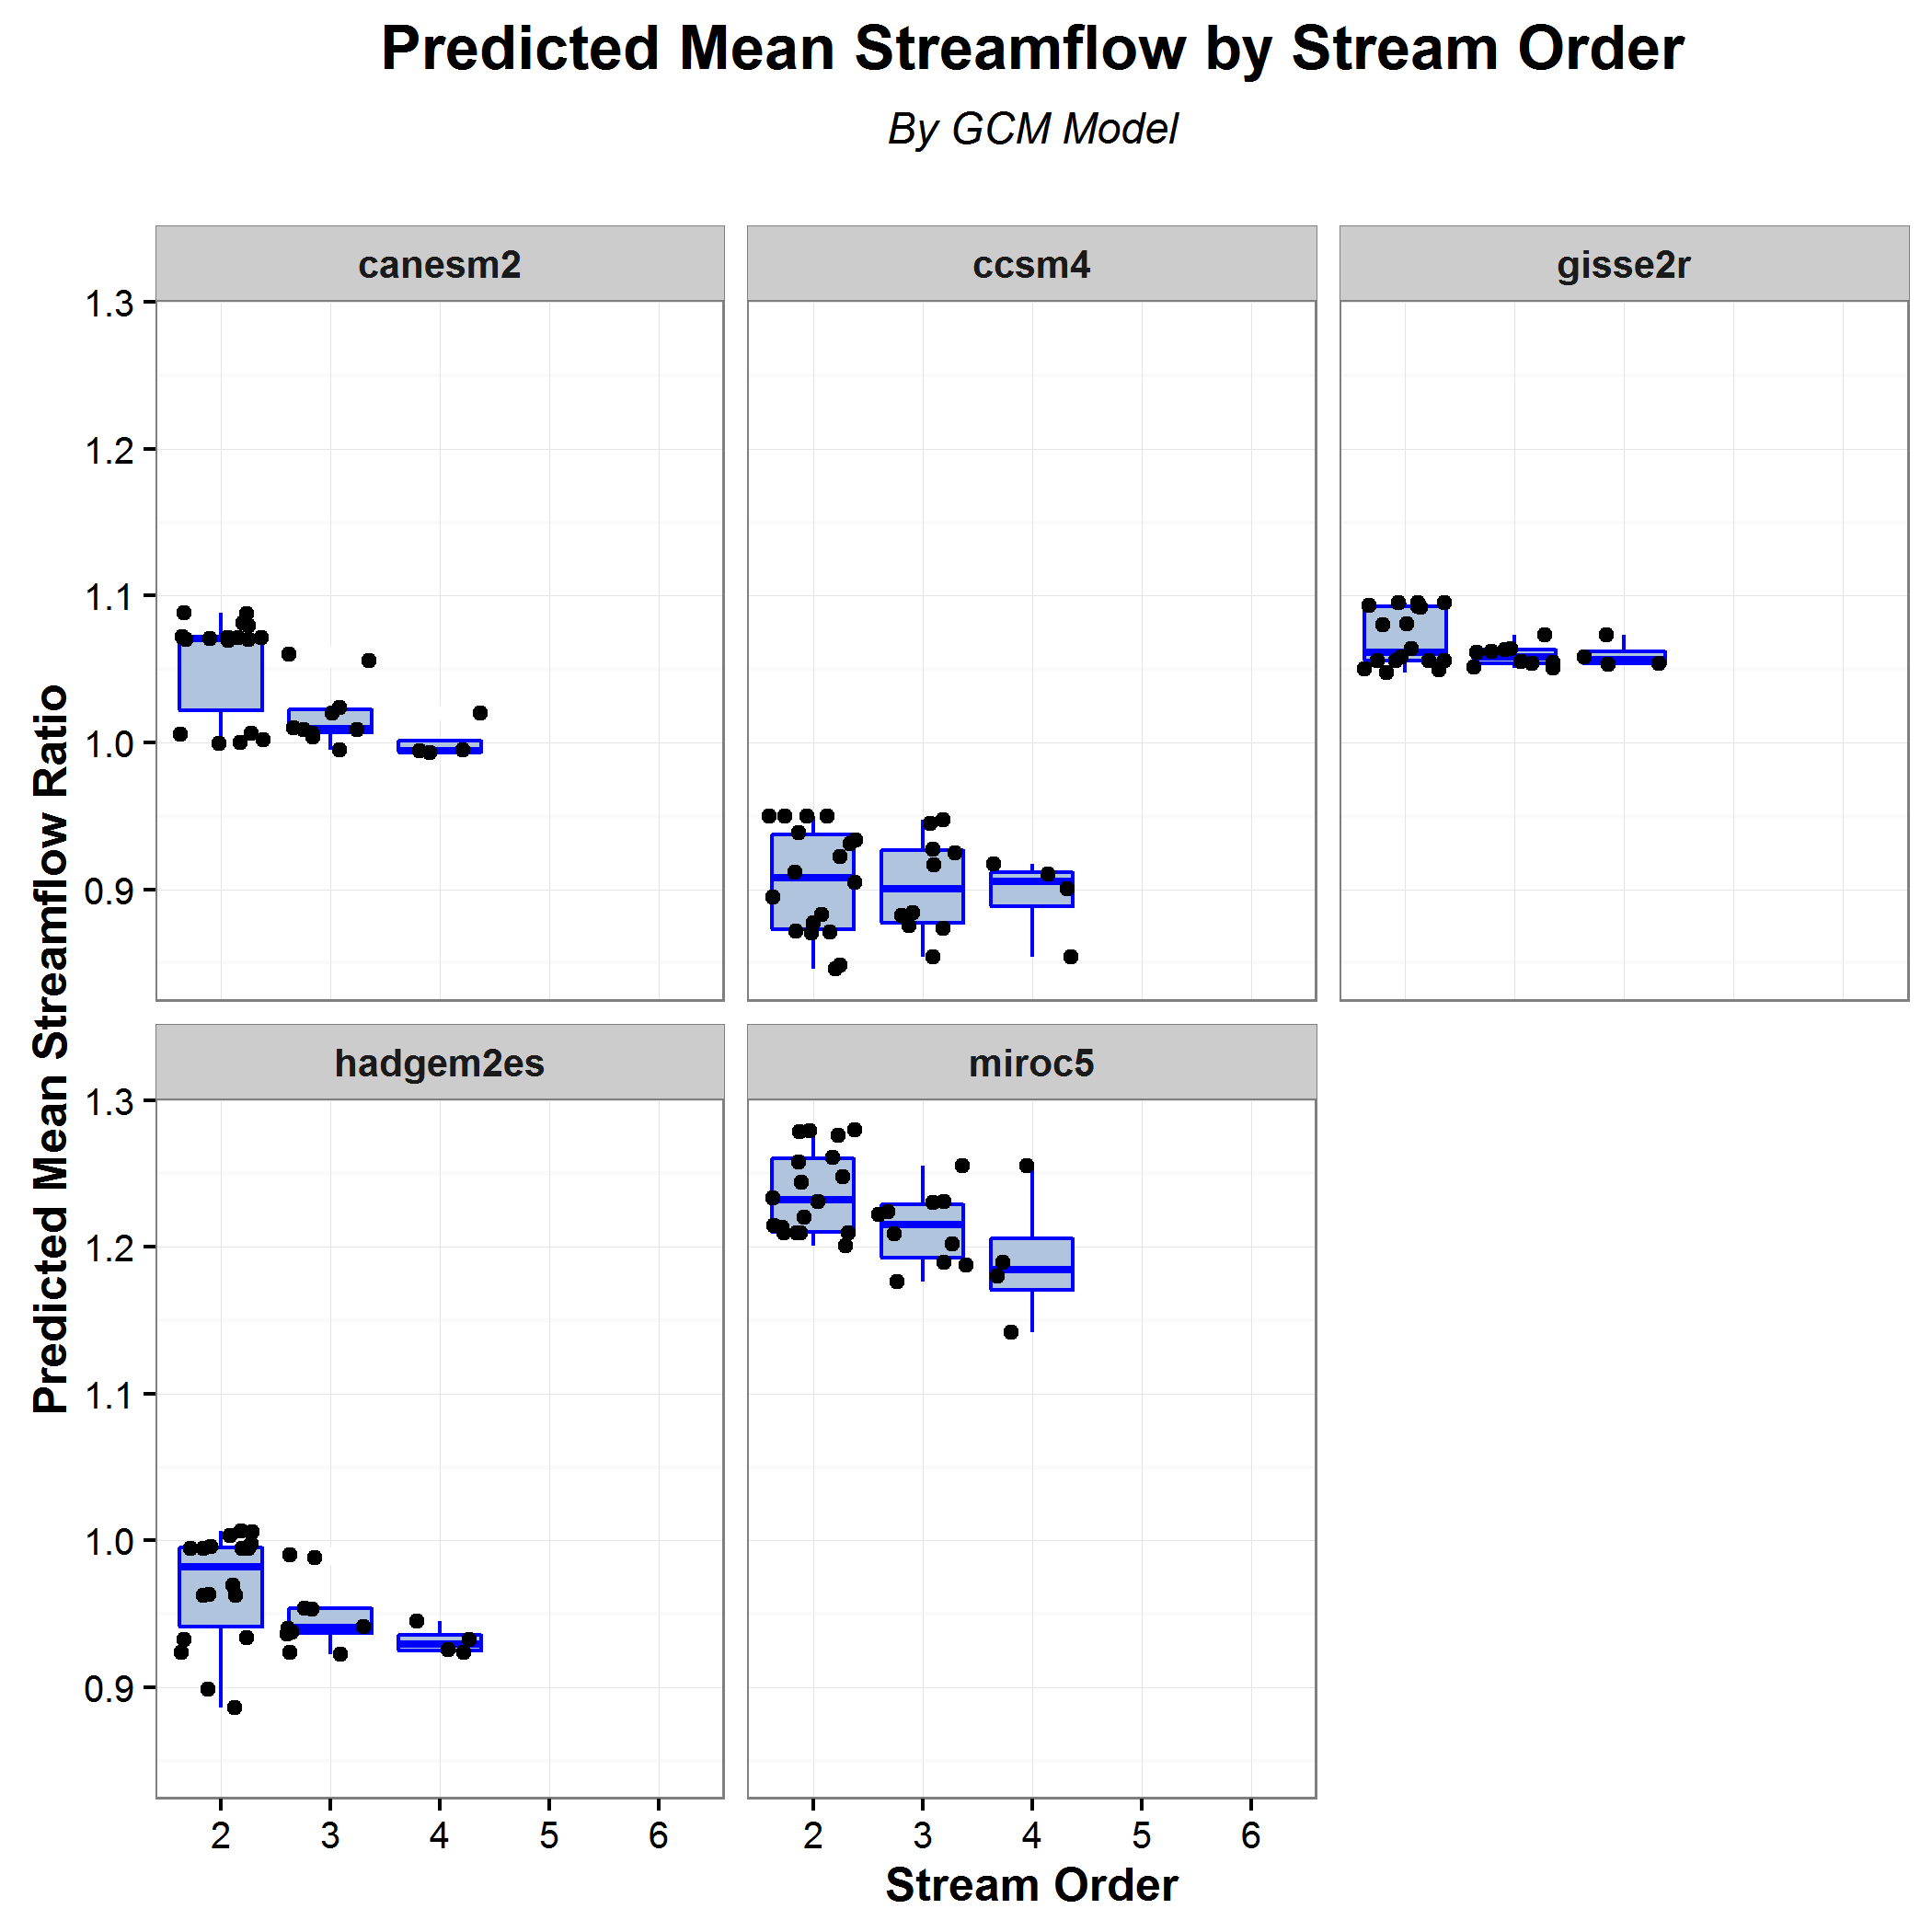 Predicted Mean Streamflow by Stream Order
By GCM Model
canesm2
ccsm4
gisse2r
1.3
1.2
1.1
1.0
0.9
Predicted Mean Streamflow Ratio
hadgem2es
miroc5
1.3
1.2
1.1
1.0
0.9
2 3 4 5 6
2 3 4 5 6
Stream Order